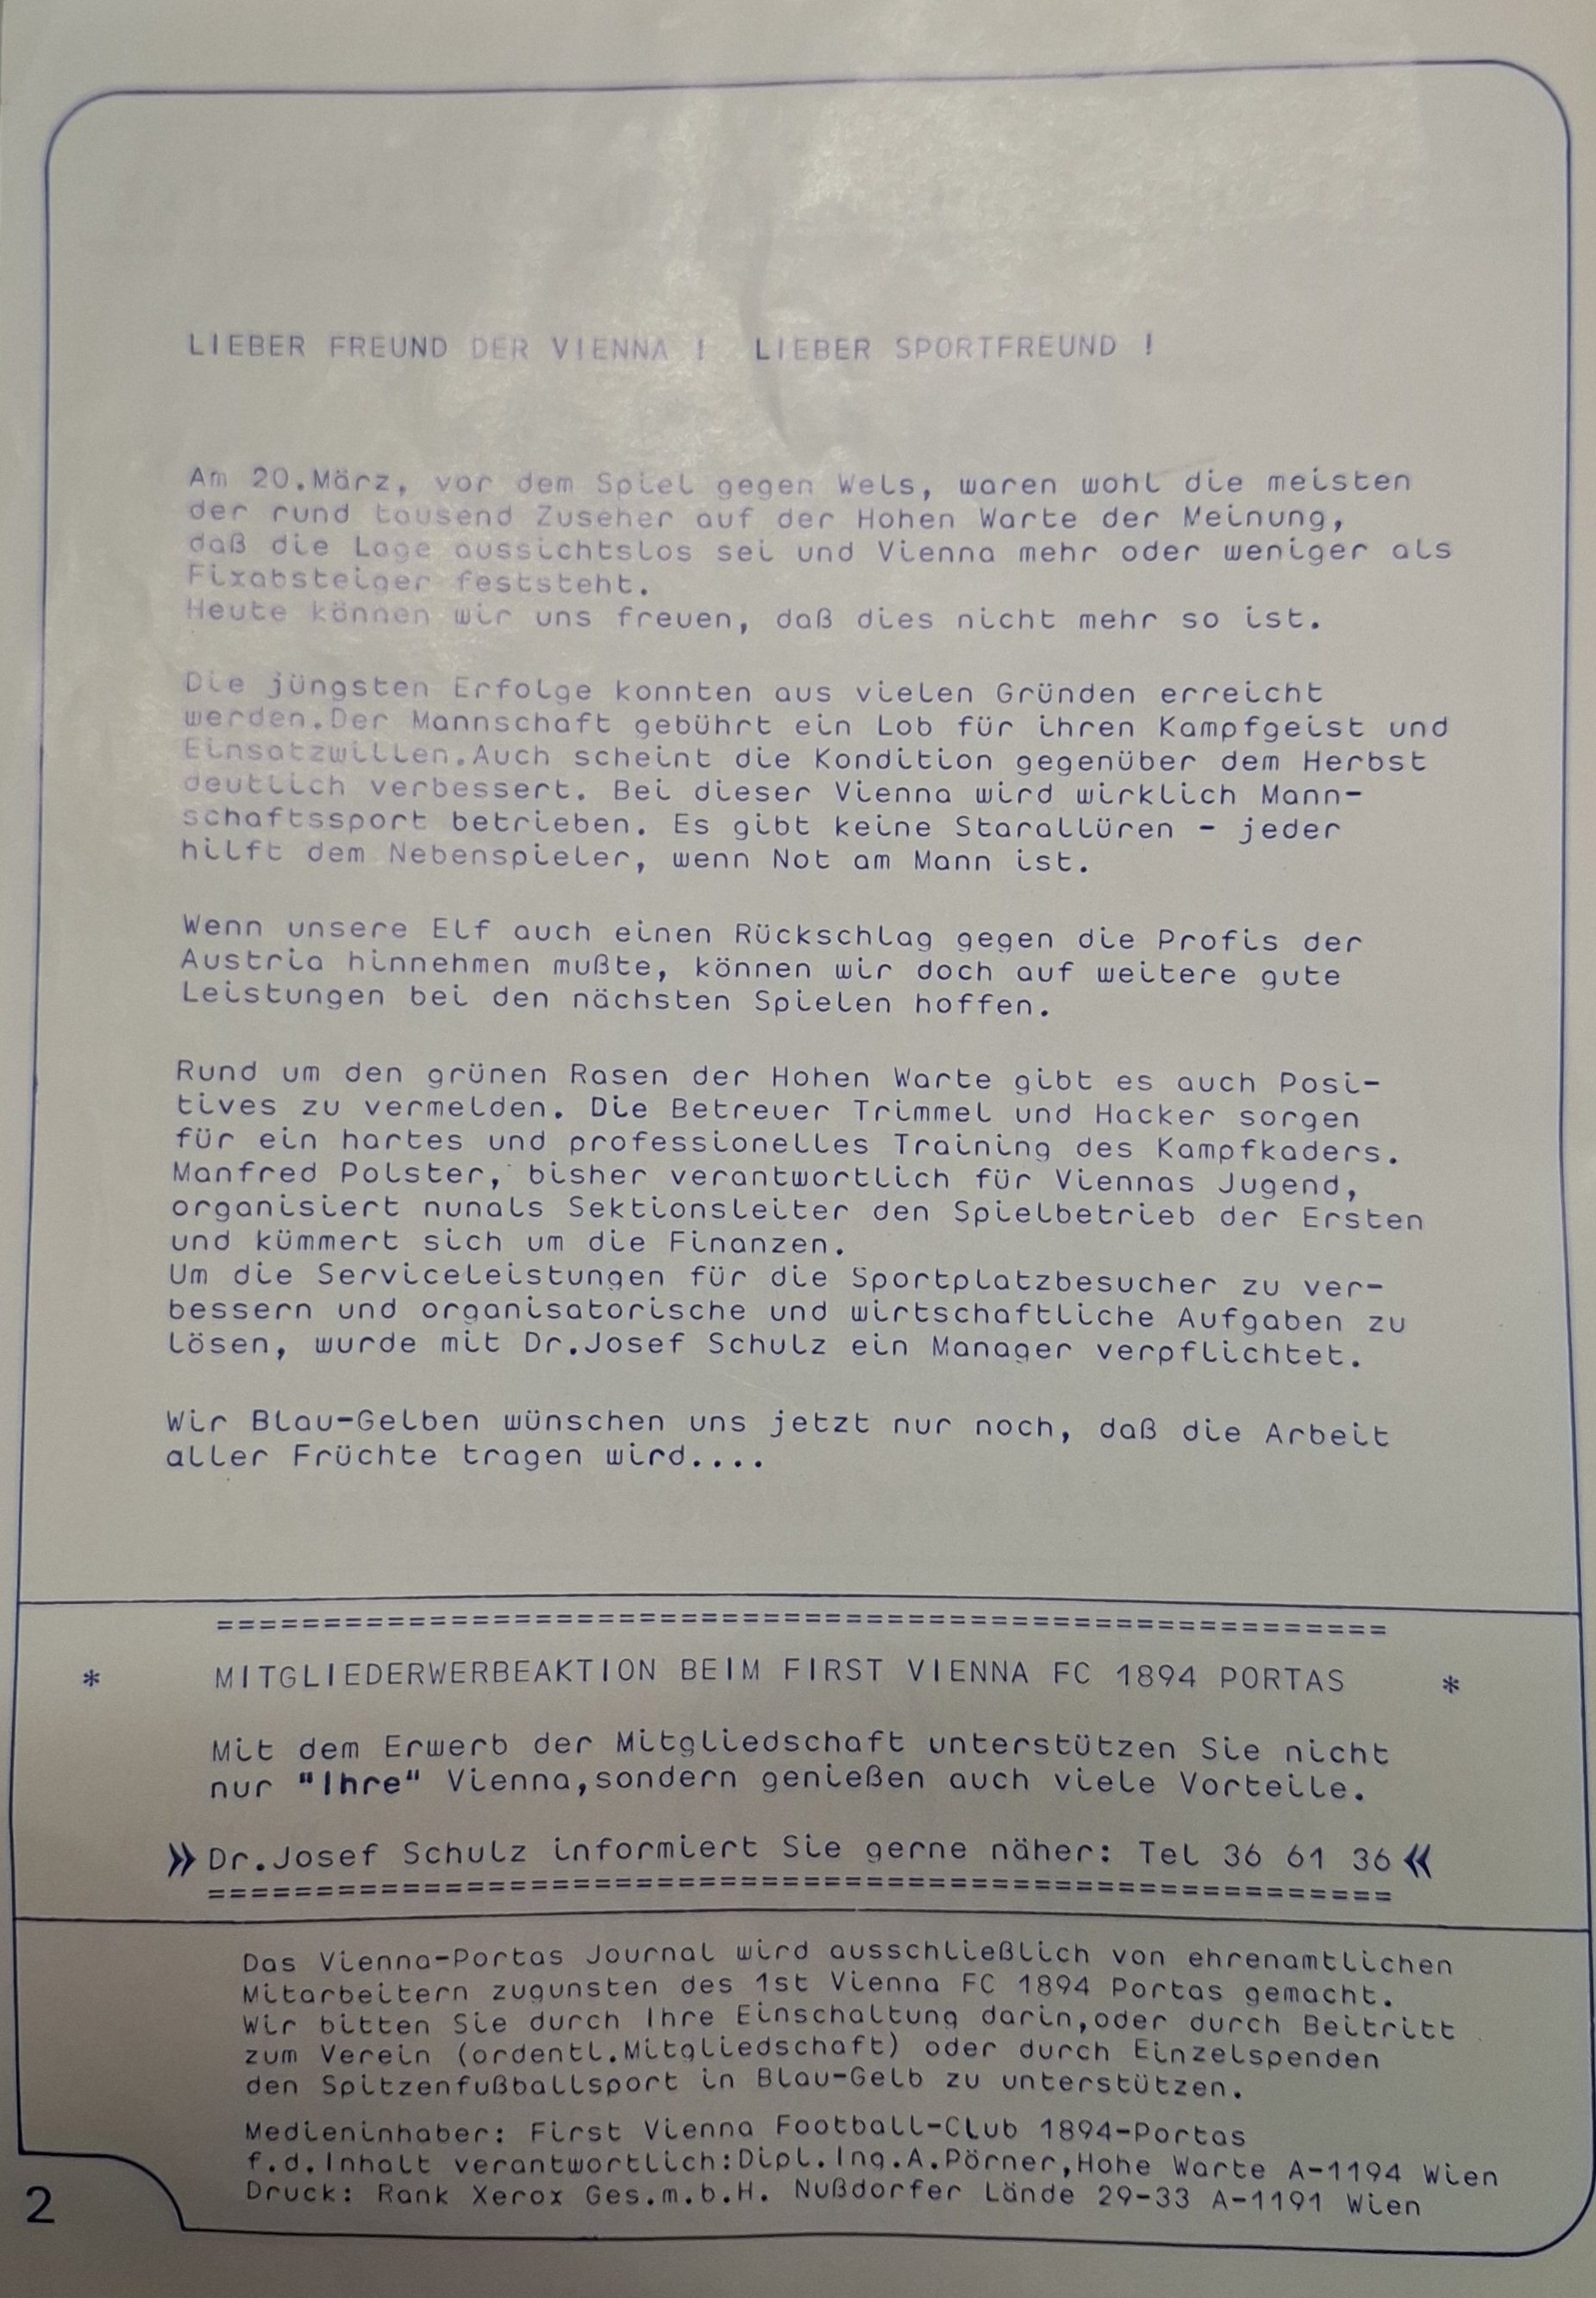 LIEBER FREUND DER VIENNA ! LIEBER SPORTFREUND !
Am 20.März, vor dem Spiel gegen Wels, waren wohl die meisten
der rund tausend Zuseher auf der Hohen Warte der Meinung,
daß die Lage aussichtslos sei und Vienna mehr oder weniger als
Fixabsteiger feststeht.
Heute können wir uns freuen, daß dies nicht mehr so ist.
Die jüngsten Erfolge konnten aus vielen Gründen erreicht
werden.Der Mannschaft gebührt ein Lob für ihren Kampfgeist und
Einsatzwillen.Auch scheint die Kondition gegenüber dem Herbst
deutlich verbessert. Bei dieser Vienna wird wirklich Mann-
schaftssport betrieben. Es gibt keine Starallüren - jeder
hilft dem Nebenspieler, wenn Not am Mann ist.
Wenn unsere Elf auch einen Rückschlag gegen die Profis der
Austria hinnehmen mußte, können wir doch auf weitere gute
Leistungen bei den nächsten Spielen hoffen.
Rund um den grünen Rasen der Hohen Warte gibt es auch Posi-
tives zu vermelden. Die Betreuer Trimmel und Hacker sorgen
für ein hartes und professionelles Training des Kampfkaders.
Manfred Polster, bisher verantwortlich für Viennas Jugend,
organisiert nunals Sektionsleiter den Spielbetrieb der Ersten
und kümmert sich um die Finanzen.
Um die Serviceleistungen für die Sportplatzbesucher zu ver-
bessern und organisatorische und wirtschaftliche Aufgaben zu
lösen, wurde mit Dr.Josef Schulz ein Manager verpflichtet.
Wir Blau-Gelben wünschen uns jetzt nur noch, daß die Arbeit
aller Früchte tragen wird....
========================================================
* MITGLIEDERWERBEAKTION BEIM FIRST VIENNA FC 1894 PORTAS *
Mit dem Erwerb der Mitgliedschaft unterstützen Sie nicht
nur "Ihre" Vienna,sondern genießen auch viele Vorteile.
»Dr.Josef Schulz informiert Sie gerne näher: Tel 36 61 36«
========================================================
Das Vienna-Portas Journal wird ausschließlich von ehrenamtlichen
Mitarbeitern zugunsten des 1st Vienna FC 1894 Portas gemacht.
Wir bitten Sie durch Ihre Einschaltung darin,oder durch Beitritt
zum Verein (ordentl.Mitgliedschaft) oder durch Einzelspenden
den Spitzenfußballsport in Blau-Gelb zu unterstützen.
Medieninhaber: First Vienna Football-Club 1894-Portas
f.d.Inhalt verantwortlich:Dipl.Ing.A.Pörner,Hohe Warte A-1194 Wien
Druck: Rank Xerox Ges.m.b.H. Nußdorfer Lände 29-33 A-1191 Wien
2